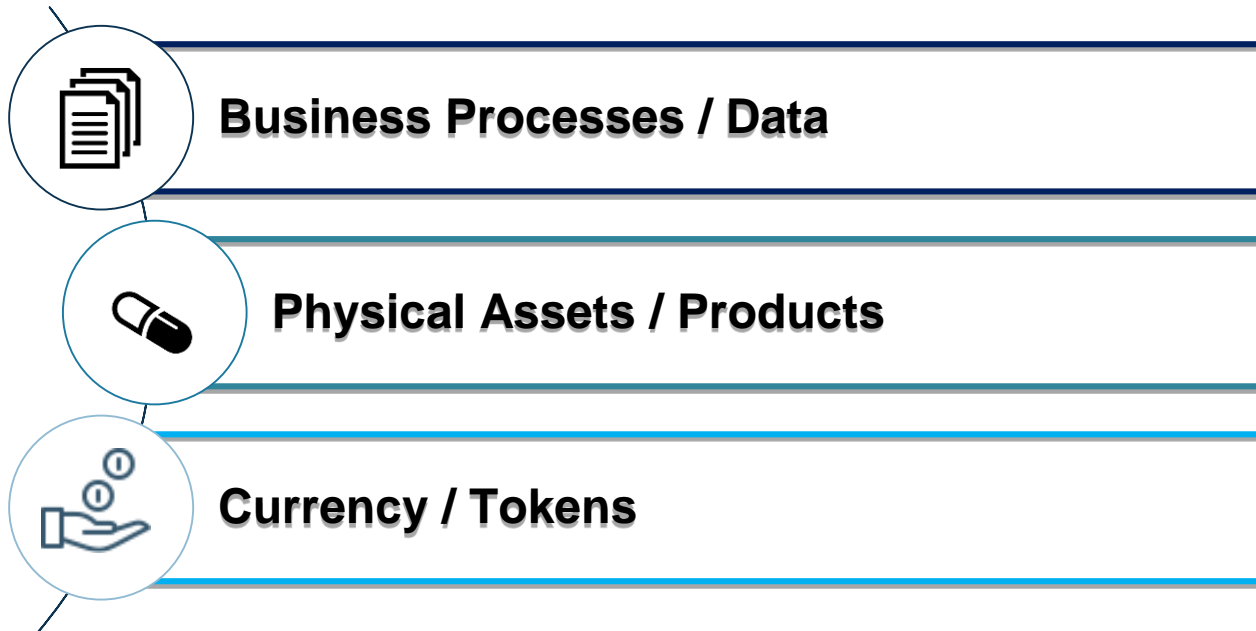 Business Processes / Data
Physical Assets / Products
Currency / Tokens